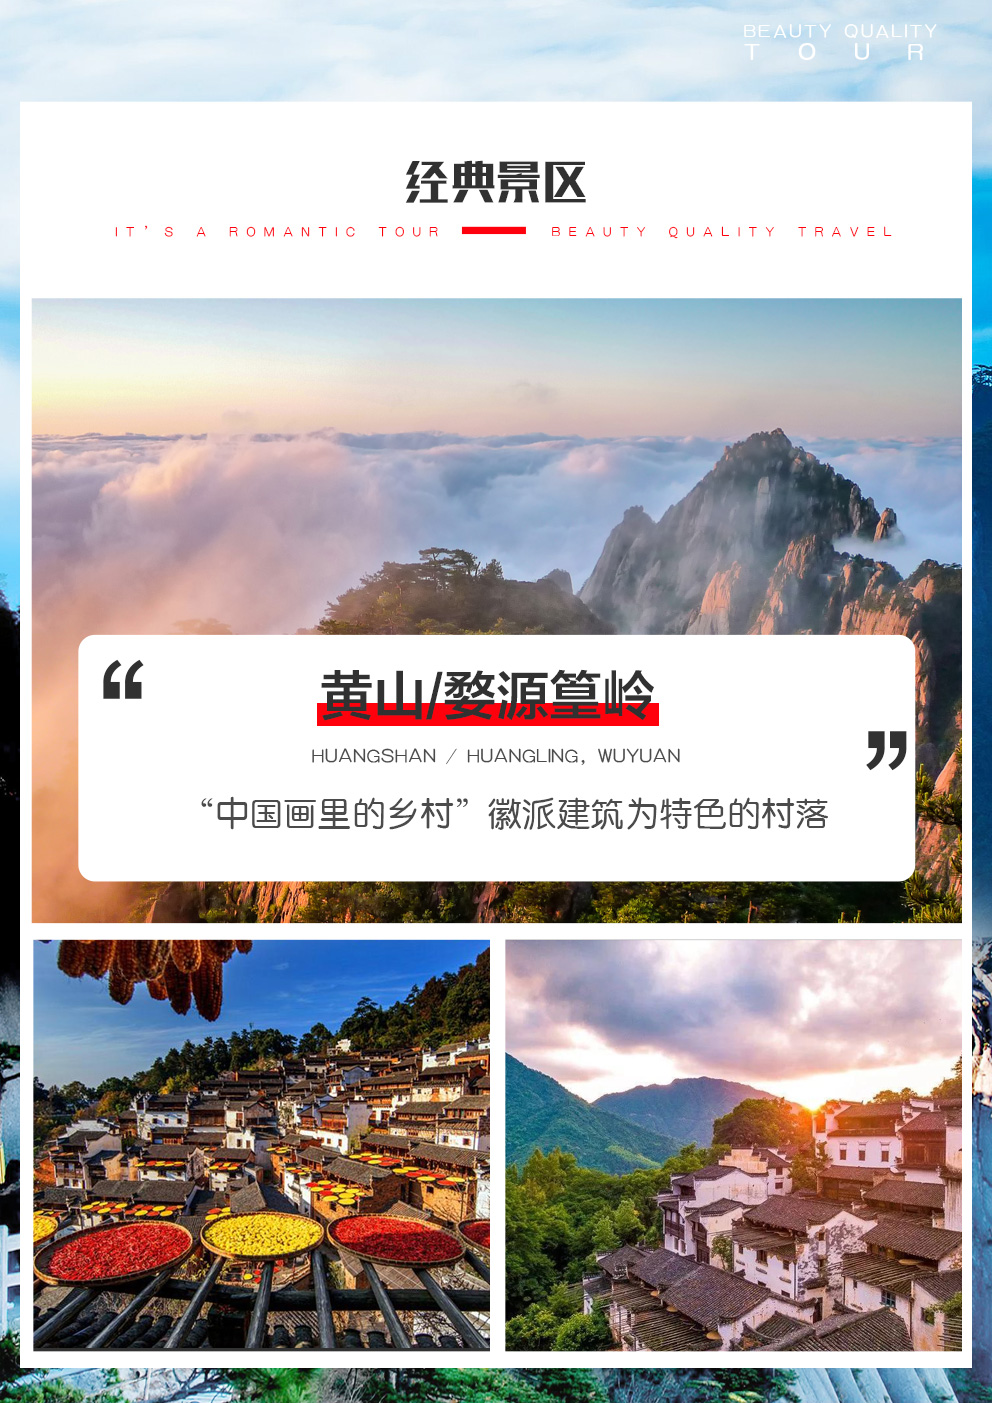 BEAUTY QUALITY
TOUR
经典景区
IT'S A ROMANTIC TOUR BEAUTY QUALITY TRAVEL
“
黄山/婺源篁岭
HUANGSHAN / HUANGLING, WUYUAN
”
“中国画里的乡村”徽派建筑为特色的村落